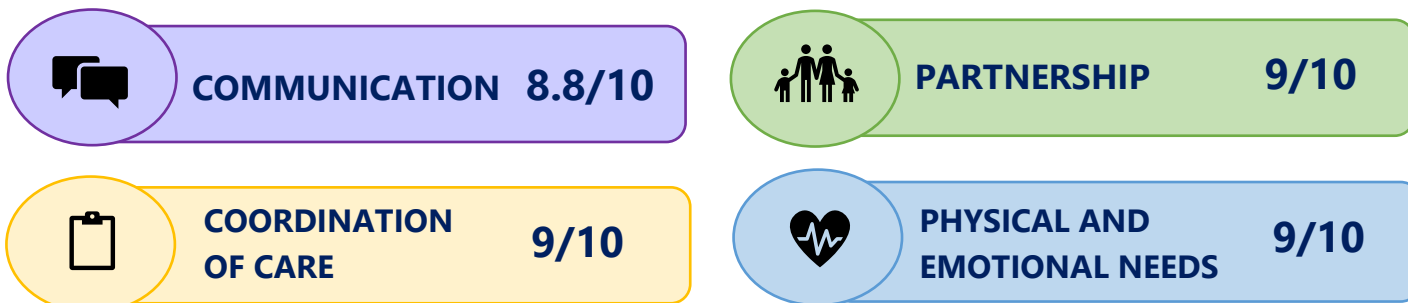 COMMUNICATION 8.8/10
PARTNERSHIP 9/10
COORDINATION
OF CARE
9/10
PHYSICAL AND
EMOTIONAL NEEDS
9/10